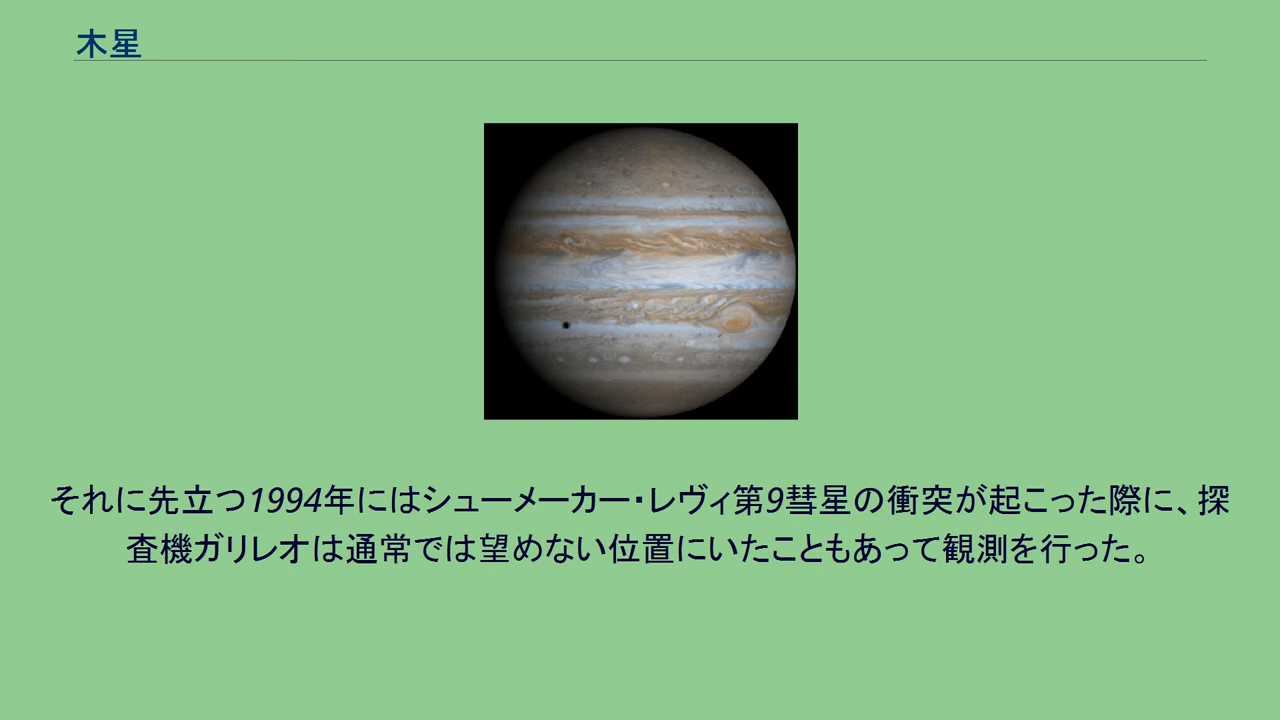 木星
それに先立つ1994年にはシューメーカー・レヴィ第9彗星の衝突が起こった際に、探
査機ガリレオは通常では望めない位置にいたこともあって観測を行った。